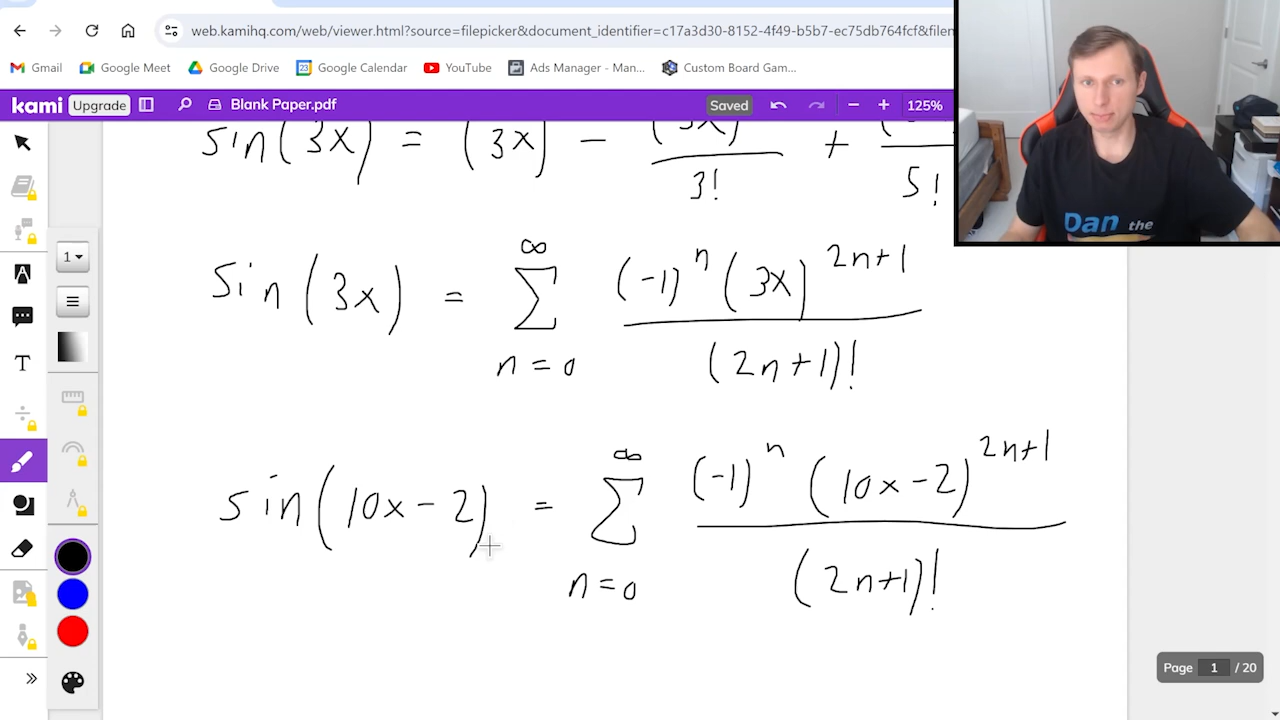 web.kamihq.com/web/viewer.html?source=filepicker&document_identifier=c17a3d30-8152-4f49-b5b7-ec75db764fcf&filen
Gmail Google Meet Google Drive Google Calendar YouTube Ads Manager - Man... Custom Board Gam...
kami Upgrade Blank Paper.pdf Saved 125%
sin(3x) = (3x) - (3x) / 3! + / 5!
Dan the
sin(3x) = ∑ n=0 ∞ (-1)^n (3x)^2n+1 / (2n+1)!
sin(10x-2) = ∑ n=0 ∞ (-1)^n (10x-2)^2n+1 / (2n+1)!
1
A
T
Page 1 / 20